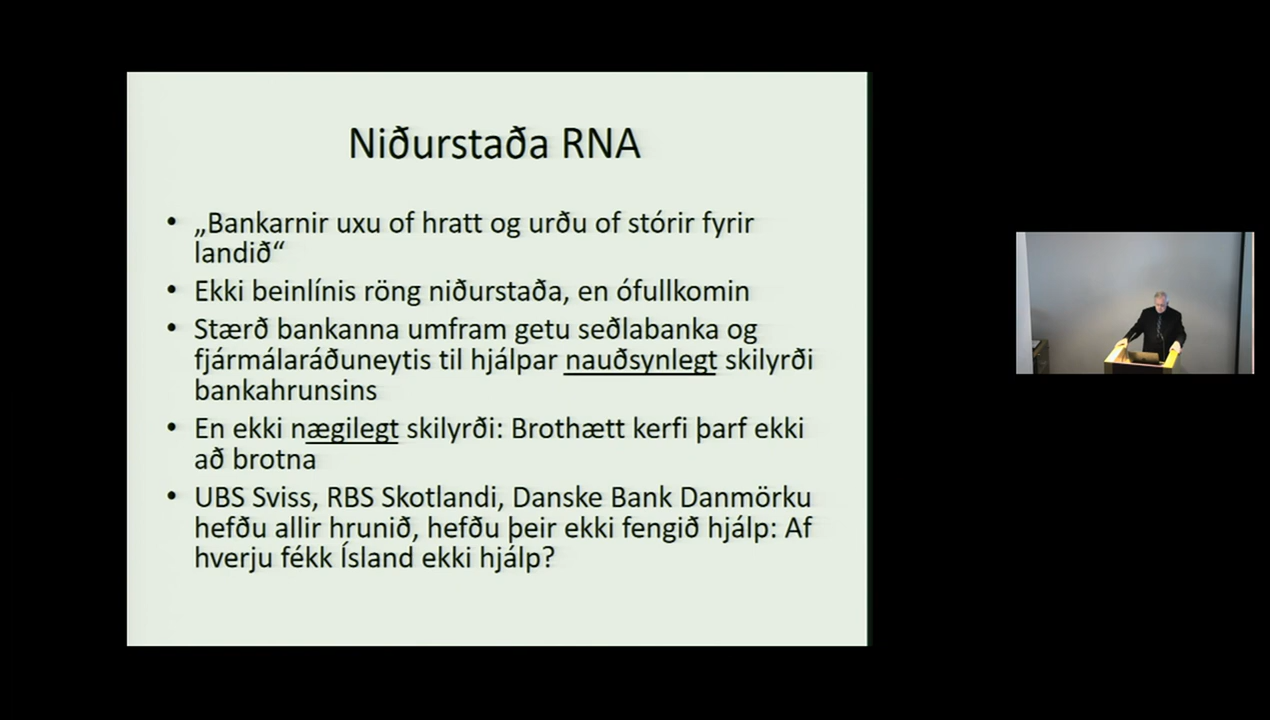 Niðurstaða RNA
• „Bankarnir uxu of hratt og urðu of stórir fyrir
landið“
• Ekki beinlínis röng niðurstaða, en ófullkomin
• Stærð bankanna umfram getu seðlabanka og
fjármálaráðuneytis til hjálpar nauðsynlegt skilyrði
bankahrunsins
• En ekki nægilegt skilyrði: Brothætt kerfi þarf ekki
að brotna
• UBS Sviss, RBS Skotlandi, Danske Bank Danmörku
hefðu allir hrunið, hefðu þeir ekki fengið hjálp: Af
hverju fékk Ísland ekki hjálp?